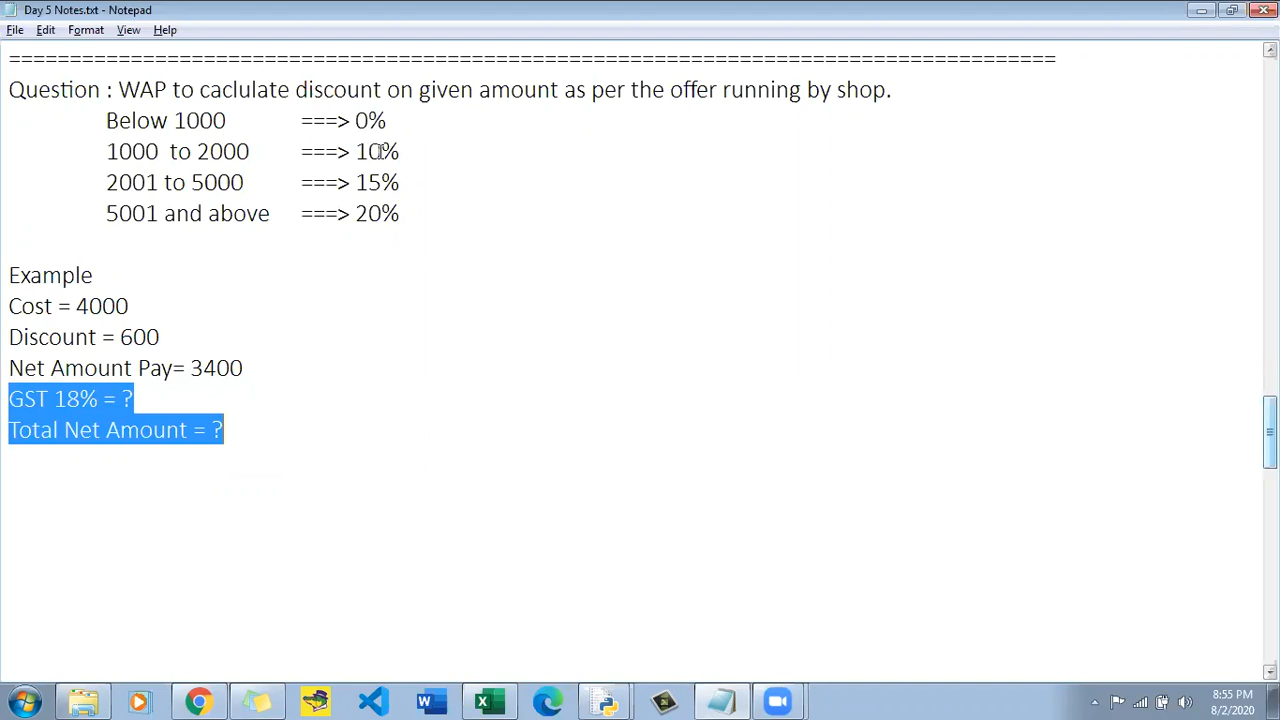 Day 5 Notes.txt - Notepad
File Edit Format View Help
======================================================================================
Question : WAP to caclulate discount on given amount as per the offer running by shop.
Below 1000 ===> 0%
1000 to 2000 ===> 10%
2001 to 5000 ===> 15%
5001 and above ===> 20%
Example
Cost = 4000
Discount = 600
Net Amount Pay= 3400
GST 18% = ?
Total Net Amount = ?
8:55 PM
8/2/2020